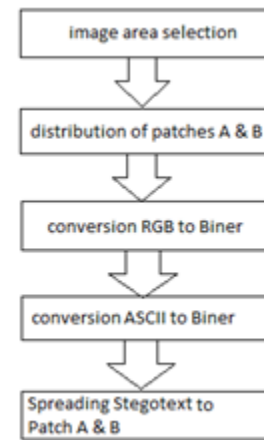 image area selection
distribution of patches A & B
conversion RGB to Biner
conversion ASCII to Biner
Spreading Stegotext to
Patch A & B